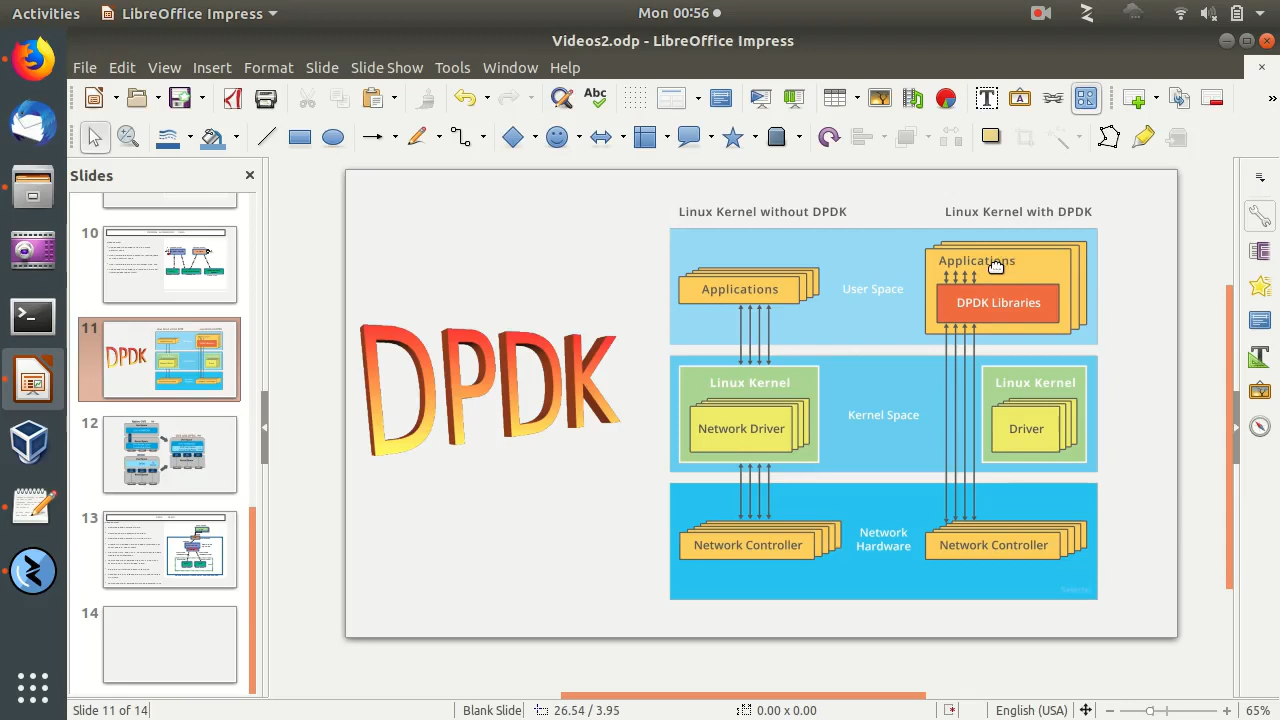 Activities LibreOffice Impress Mon 00:56
Videos2.odp - LibreOffice Impress
File Edit View Insert Format Slide Slide Show Tools Window Help
Abc
Slides
10
11
12
13
14
DPDK
Linux Kernel without DPDK Linux Kernel with DPDK
Applications User Space Applications
DPDK Libraries
Linux Kernel Linux Kernel
Network Driver Kernel Space Driver
Network Controller Network Hardware Network Controller
Slide 11 of 14 Blank Slide 26.54 / 3.95 0.00 x 0.00 English (USA) 65%